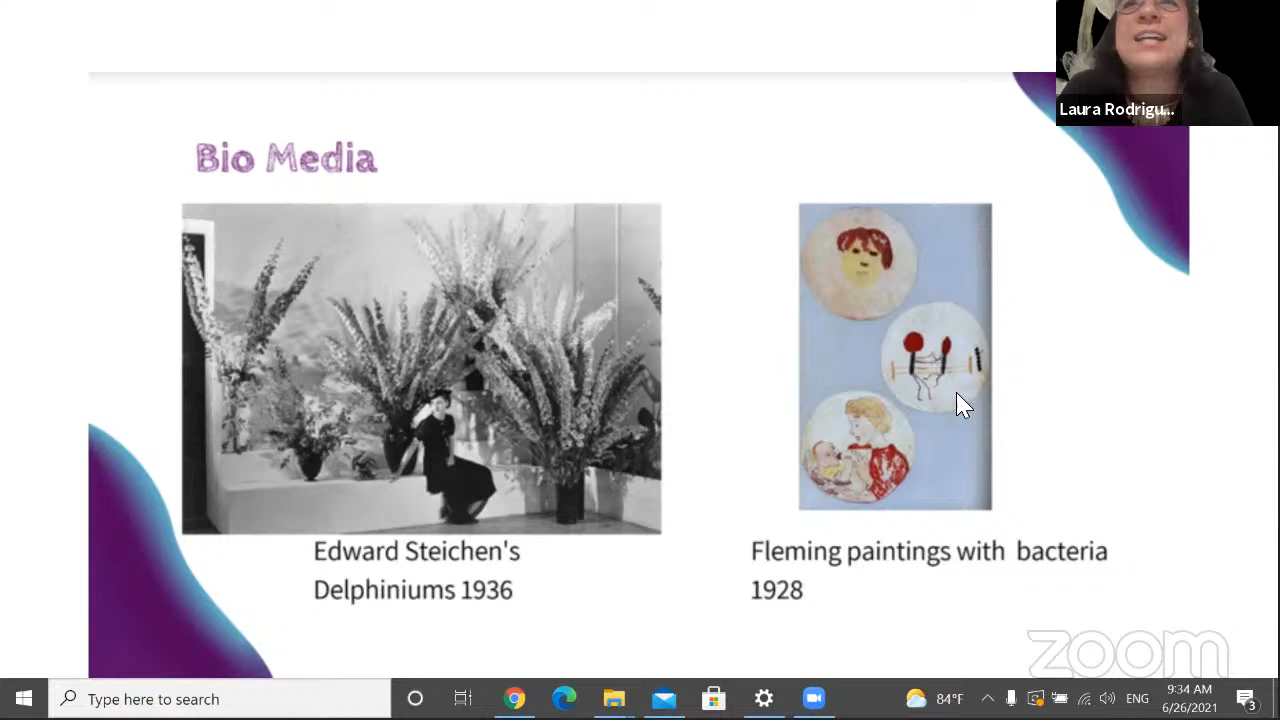 Laura Rodrigu...
Bio Media
Edward Steichen's
Delphiniums 1936
Fleming paintings with bacteria
1928
zoom
Type here to search
84°F
ENG
9:34 AM
6/26/2021
3